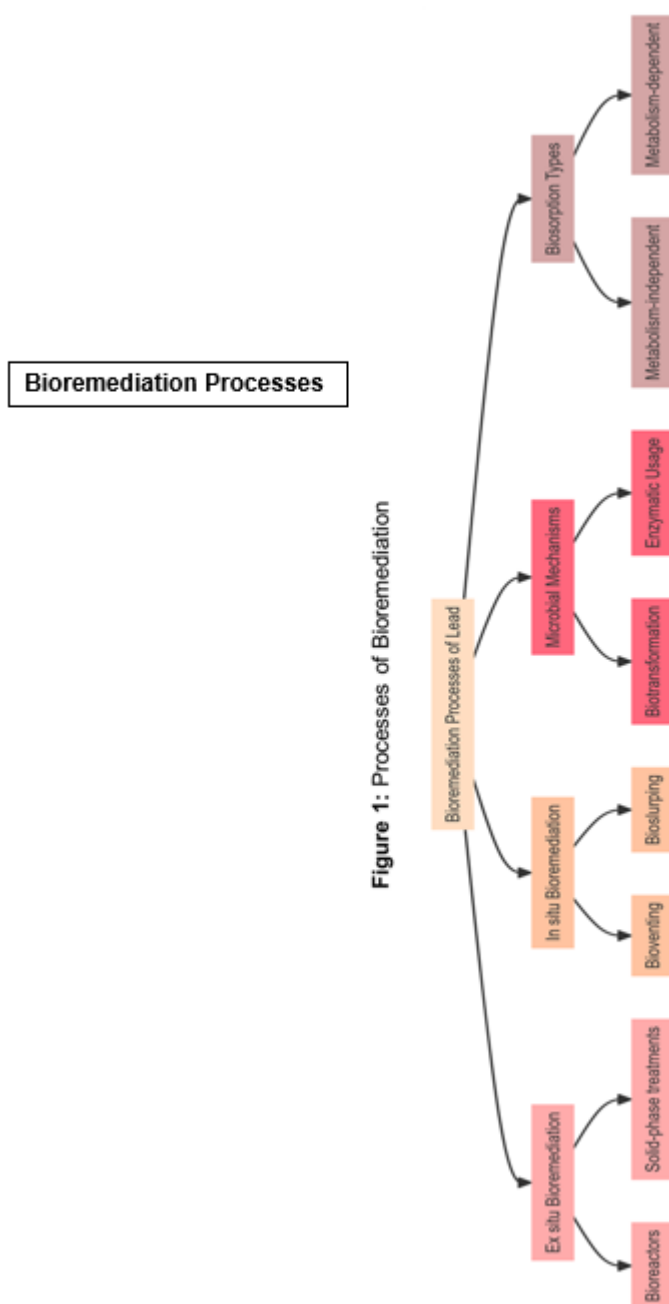 Bioremediation Processes
Figure 1: Processes of Bioremediation
Bioremediation Processes of Lead
Ex situ Bioremediation
In situ Bioremediation
Microbial Mechanisms
Biosorption Types
Bioreactors
Solid-phase treatments
Bioventing
Bioslurping
Biotransformation
Enzymatic Usage
Metabolism-independent
Metabolism-dependent